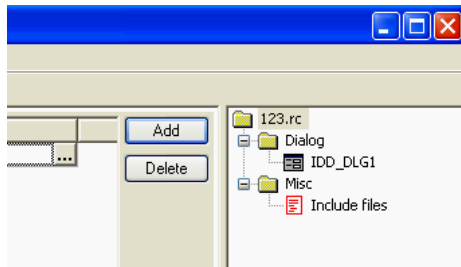 123.rc
Add
Dialog
...
IDD_DLG1
Delete
Misc
Include files